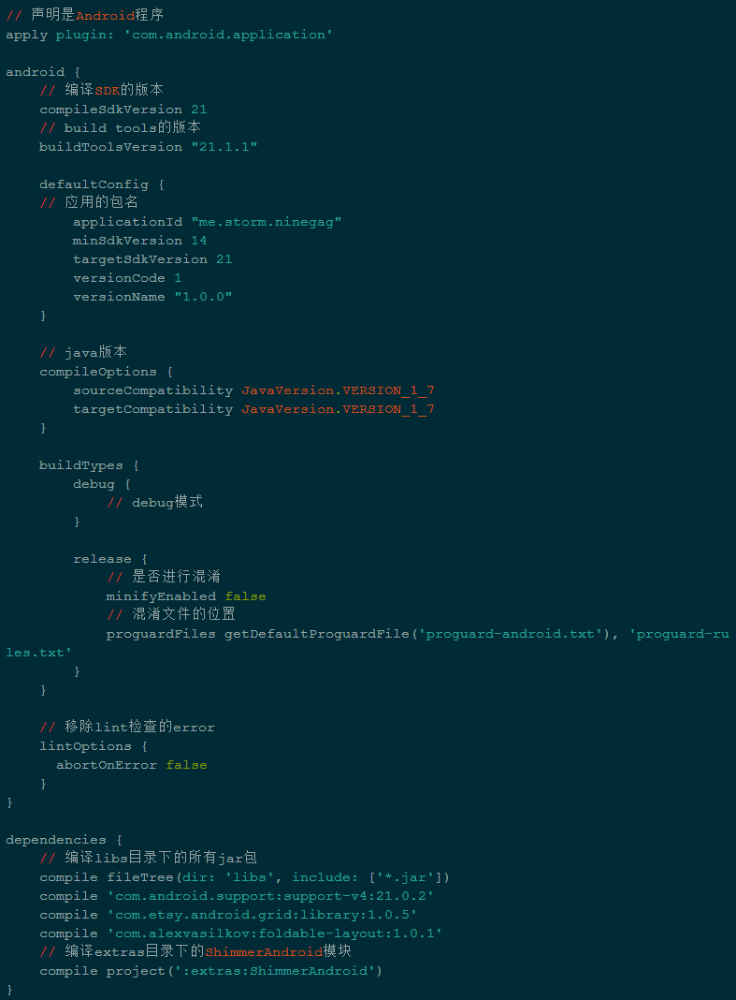 // 声明是Android程序
apply plugin: 'com.android.application'

android {
    // 编译SDK的版本
    compileSdkVersion 21
    // build tools的版本
    buildToolsVersion "21.1.1"

    defaultConfig {
    // 应用的包名
        applicationId "me.storm.ninegag"
        minSdkVersion 14
        targetSdkVersion 21
        versionCode 1
        versionName "1.0.0"
    }

    // java版本
    compileOptions {
        sourceCompatibility JavaVersion.VERSION_1_7
        targetCompatibility JavaVersion.VERSION_1_7
    }

    buildTypes {
        debug {
            // debug模式
        }

        release {
            // 是否进行混淆
            minifyEnabled false
            // 混淆文件的位置
            proguardFiles getDefaultProguardFile('proguard-android.txt'), 'proguard-ru
les.txt'
        }
    }

    // 移除lint检查的error
    lintOptions {
      abortOnError false
    }
}

dependencies {
    // 编译libs目录下的所有jar包
    compile fileTree(dir: 'libs', include: ['*.jar'])
    compile 'com.android.support:support-v4:21.0.2'
    compile 'com.etsy.android.grid:library:1.0.5'
    compile 'com.alexvasilkov:foldable-layout:1.0.1'
    // 编译extras目录下的ShimmerAndroid模块
    compile project(':extras:ShimmerAndroid')
}